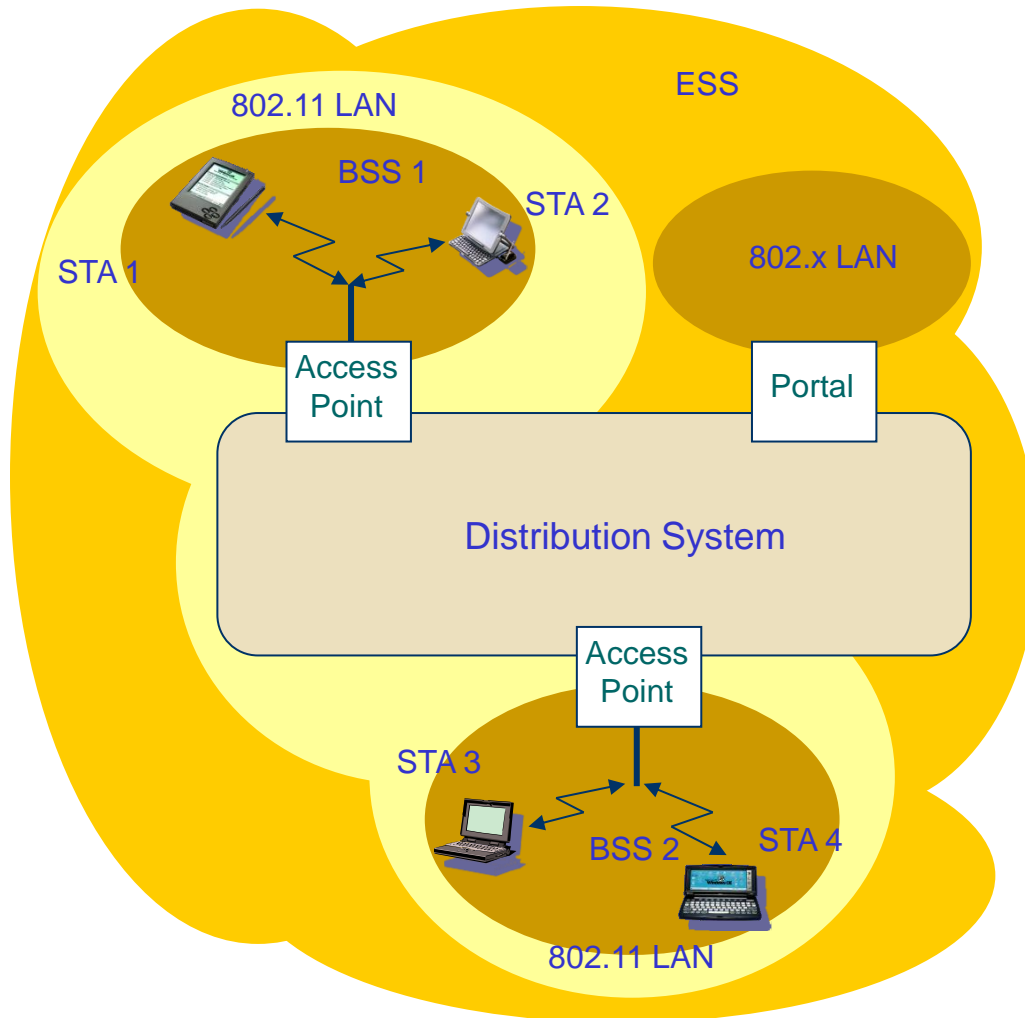 ESS
802.11 LAN
BSS 1
STA 2
STA 1
802.x LAN
Access
Point
Portal
Distribution System
Access
Point
STA 3
BSS 2
STA 4
802.11 LAN